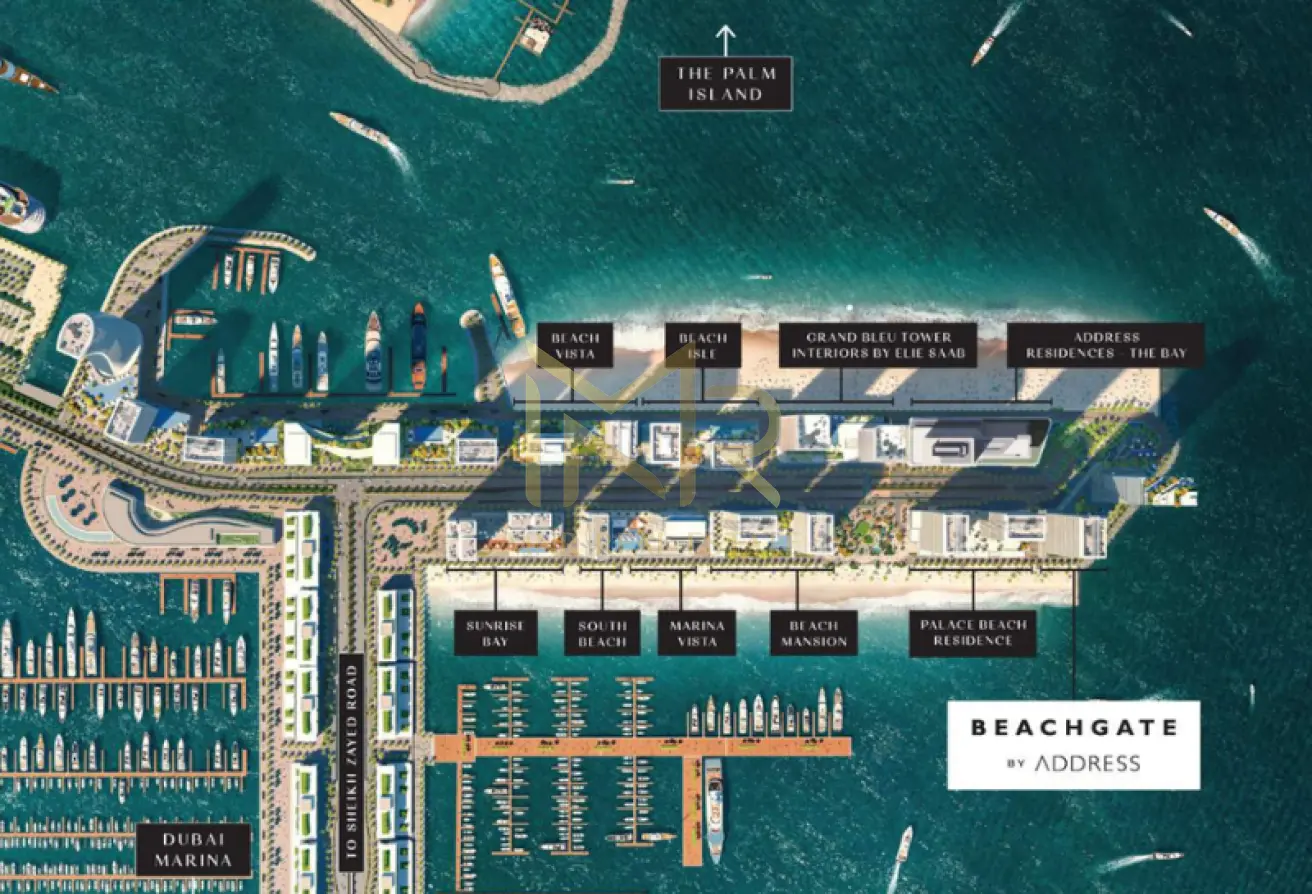 THE PALM
ISLAND
BEACH
VISTA
BEACH
ISLE
GRAND BLEU TOWER
INTERIORS BY ELIE SAAB
ADDRESS
RESIDENCES - THE BAY
SUNRISE
BAY
SOUTH
BEACH
MARINA
VISTA
BEACH
MANSION
PALACE BEACH
RESIDENCE
TO SHEIKH ZAYED ROAD
BEACHGATE
BY ADDRESS
DUBAI
MARINA